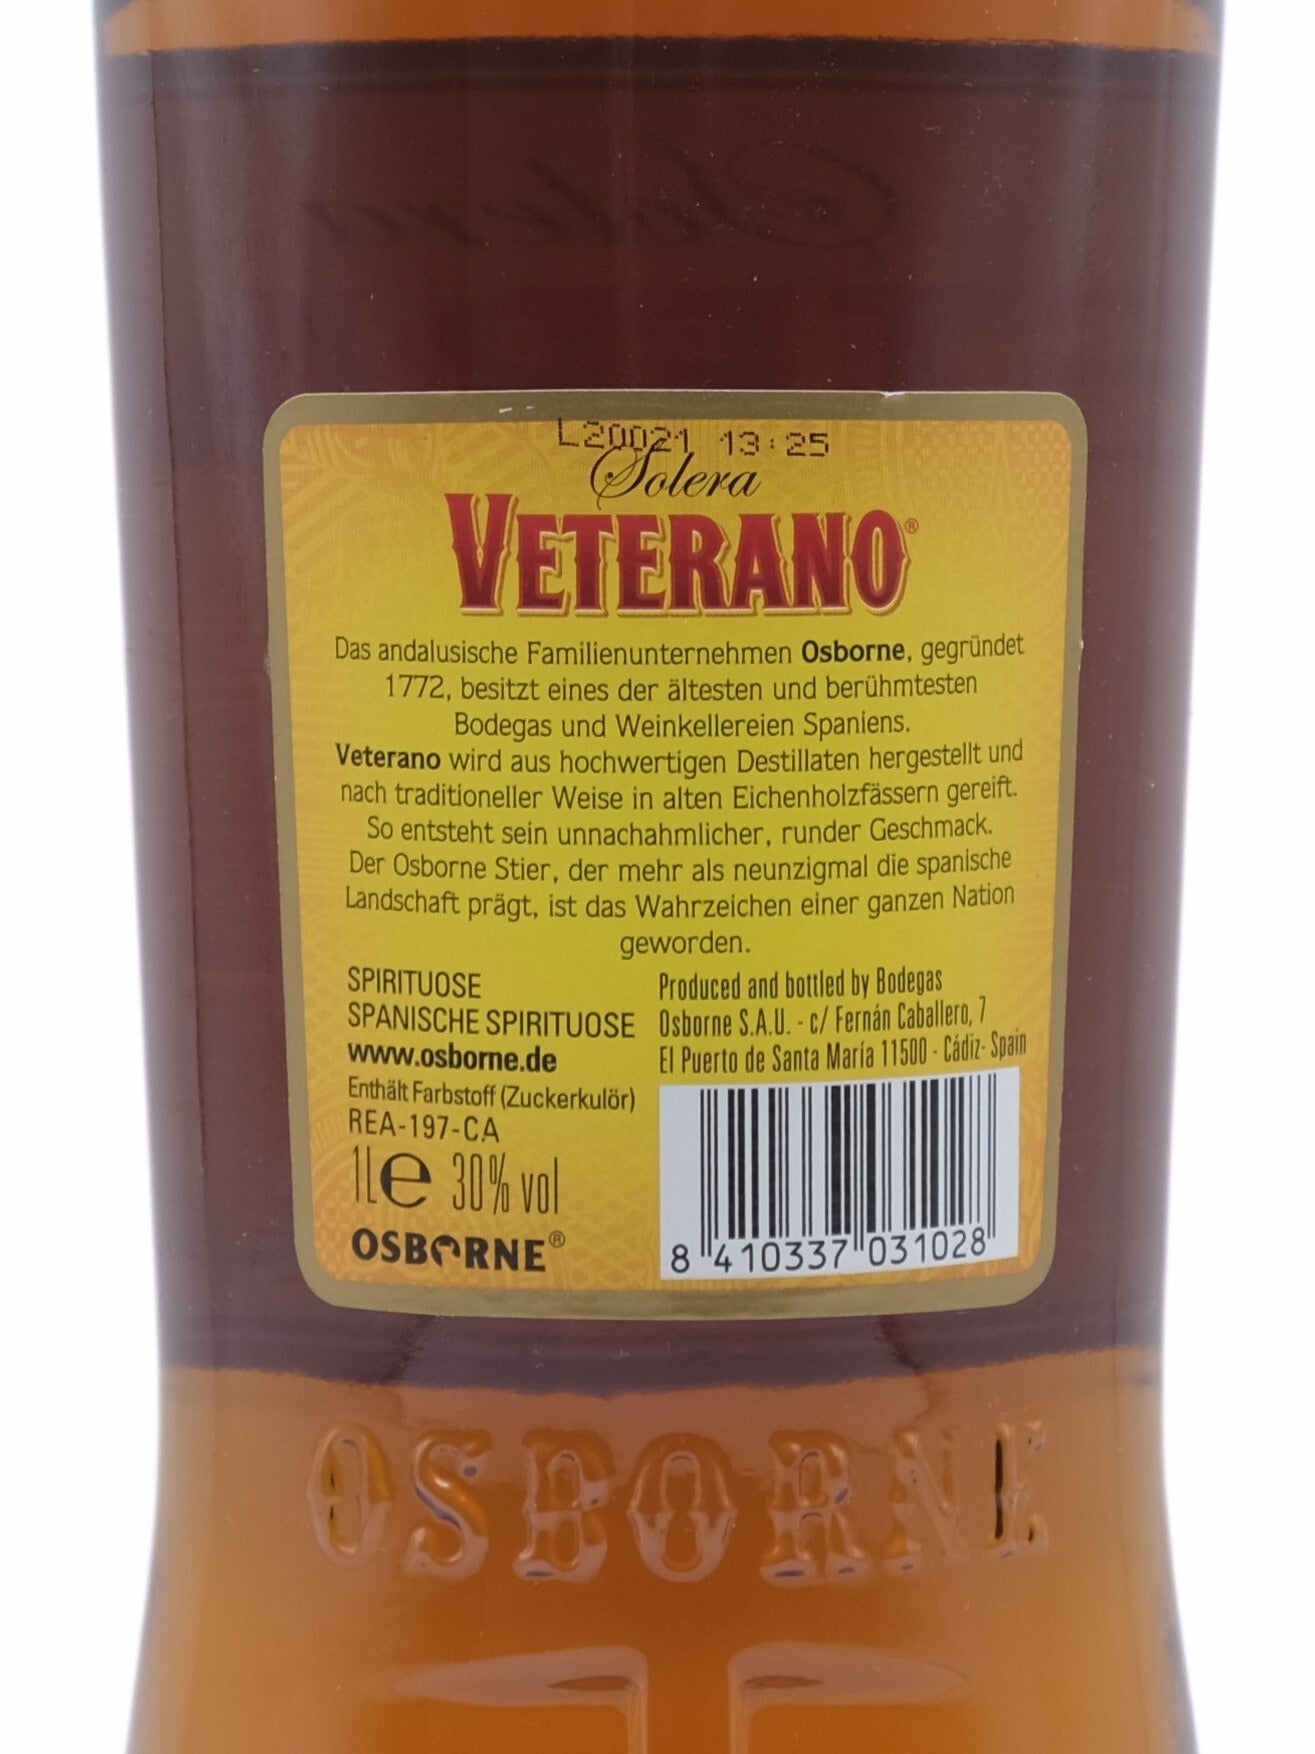 L20021 13:25
Solera
VETERANO®
Das andalusische Familienunternehmen Osborne, gegründet
1772, besitzt eines der ältesten und berühmtesten
Bodegas und Weinkellereien Spaniens.
Veterano wird aus hochwertigen Destillaten hergestellt und
nach traditioneller Weise in alten Eichenholzfässern gereift.
So entsteht sein unnachahmlicher, runder Geschmack.
Der Osborne Stier, der mehr als neunzigmal die spanische
Landschaft prägt, ist das Wahrzeichen einer ganzen Nation
geworden.
SPIRITUOSE
SPANISCHE SPIRITUOSE
www.osborne.de
Enthält Farbstoff (Zuckerkulör)
REA-197-CA
1L e 30% vol
OSBORNE®
Produced and bottled by Bodegas
Osborne S.A.U. - c/ Fernán Caballero, 7
El Puerto de Santa María 11500 - Cádiz- Spain
8 410337 031028
OSBORNE